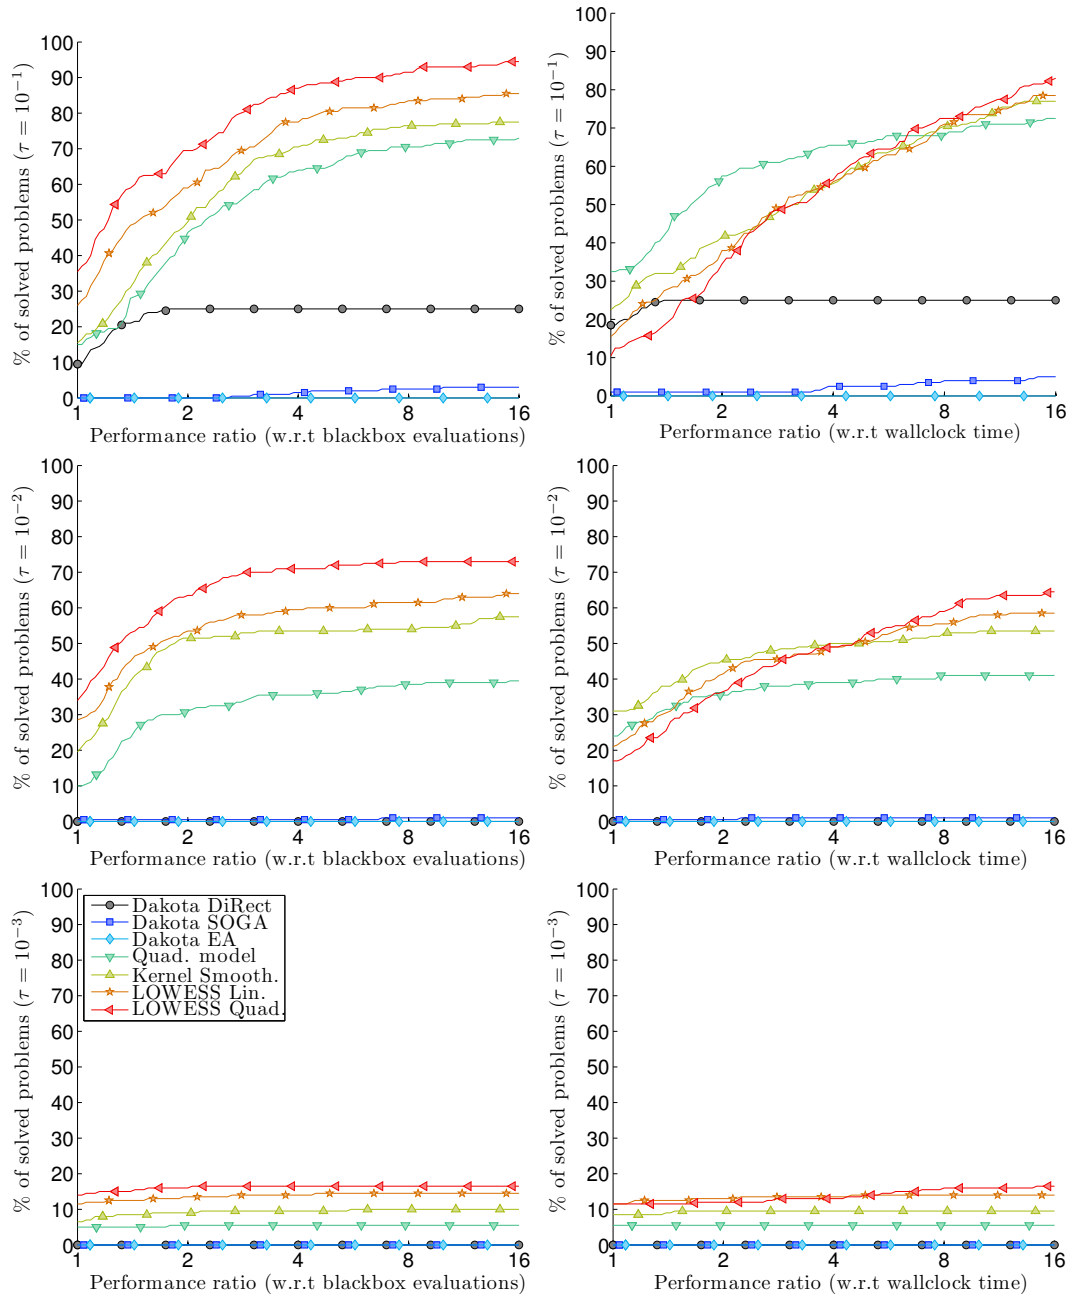 100
90
80
70
60
50
40
30
20
10
0
% of solved problems (τ = 10⁻¹)
1 2 4 8 16
Performance ratio (w.r.t blackbox evaluations)
100
90
80
70
60
50
40
30
20
10
0
% of solved problems (τ = 10⁻¹)
1 2 4 8 16
Performance ratio (w.r.t wallclock time)
100
90
80
70
60
50
40
30
20
10
0
% of solved problems (τ = 10⁻²)
1 2 4 8 16
Performance ratio (w.r.t blackbox evaluations)
100
90
80
70
60
50
40
30
20
10
0
% of solved problems (τ = 10⁻²)
1 2 4 8 16
Performance ratio (w.r.t wallclock time)
100
90
80
70
60
50
40
30
20
10
0
% of solved problems (τ = 10⁻³)
Dakota DiRect
Dakota SOGA
Dakota EA
Quad. model
Kernel Smooth.
LOWESS Lin.
LOWESS Quad.
1 2 4 8 16
Performance ratio (w.r.t blackbox evaluations)
100
90
80
70
60
50
40
30
20
10
0
% of solved problems (τ = 10⁻³)
1 2 4 8 16
Performance ratio (w.r.t wallclock time)